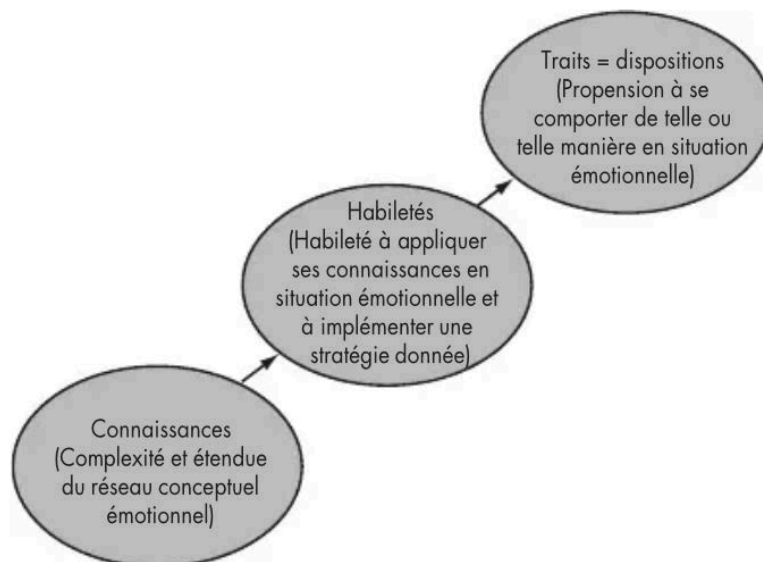 Traits = dispositions
(Propension à se
comporter de telle ou
telle manière en situation
émotionnelle)
Habiletés
(Habileté à appliquer
ses connaissances en
situation émotionnelle et
à implémenter une
stratégie donnée)
Connaissances
(Complexité et étendue
du réseau conceptuel
émotionnel)